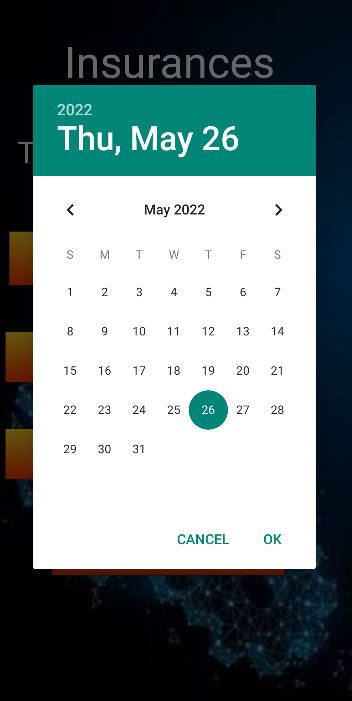 Insurances
T
2022
Thu, May 26
May 2022
S M T W T F S
1 2 3 4 5 6 7
8 9 10 11 12 13 14
15 16 17 18 19 20 21
22 23 24 25 26 27 28
29 30 31
CANCEL OK